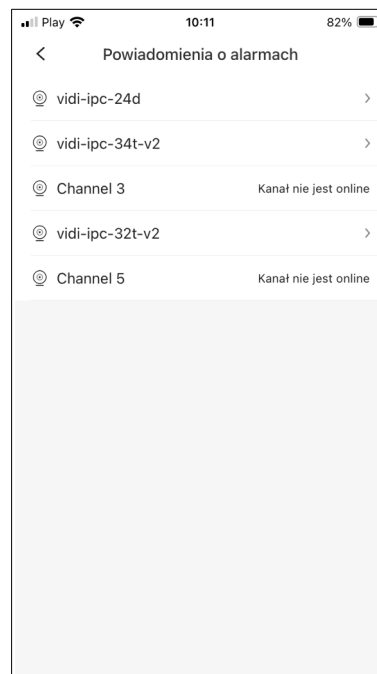 Play 10:11 82%
Powiadomienia o alarmach
vidi-ipc-24d
vidi-ipc-34t-v2
Channel 3 Kanał nie jest online
vidi-ipc-32t-v2
Channel 5 Kanał nie jest online